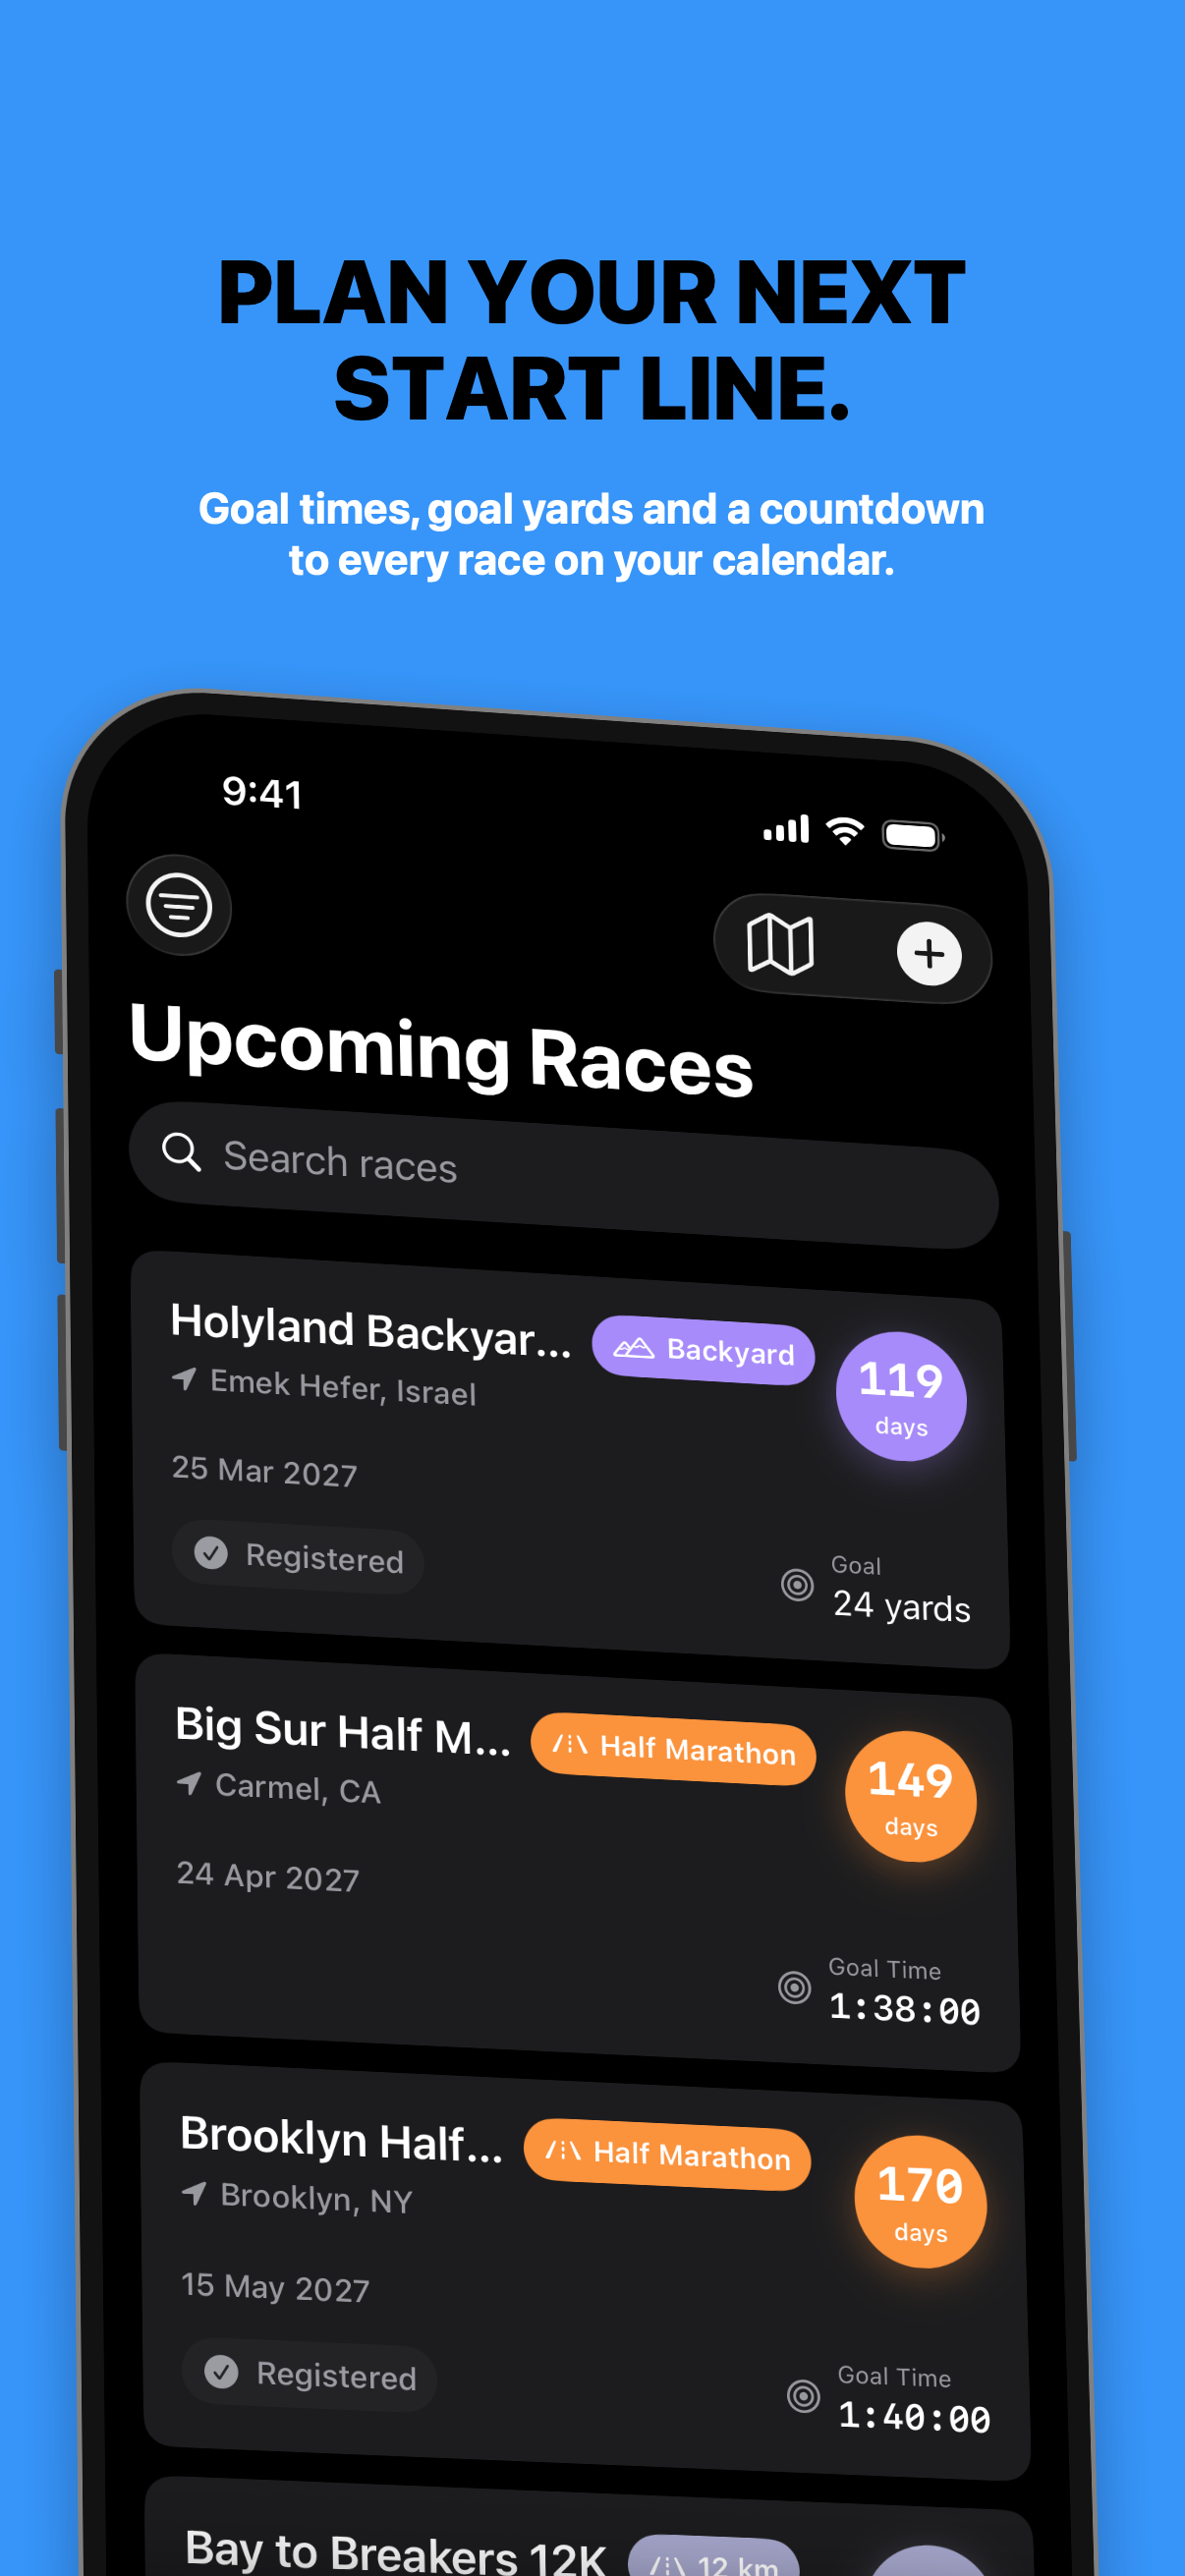 PLAN YOUR NEXT
START LINE.
Goal times, goal yards and a countdown
to every race on your calendar.
9:41
Upcoming Races
Search races
Holyland Backyar...
Backyard
119
days
Emek Hefer, Israel
25 Mar 2027
Registered
Goal
24 yards
Big Sur Half M...
Half Marathon
149
days
Carmel, CA
24 Apr 2027
Goal Time
1:38:00
Brooklyn Half...
Half Marathon
170
days
Brooklyn, NY
15 May 2027
Registered
Goal Time
1:40:00
Bay to Breakers 12K
12 km